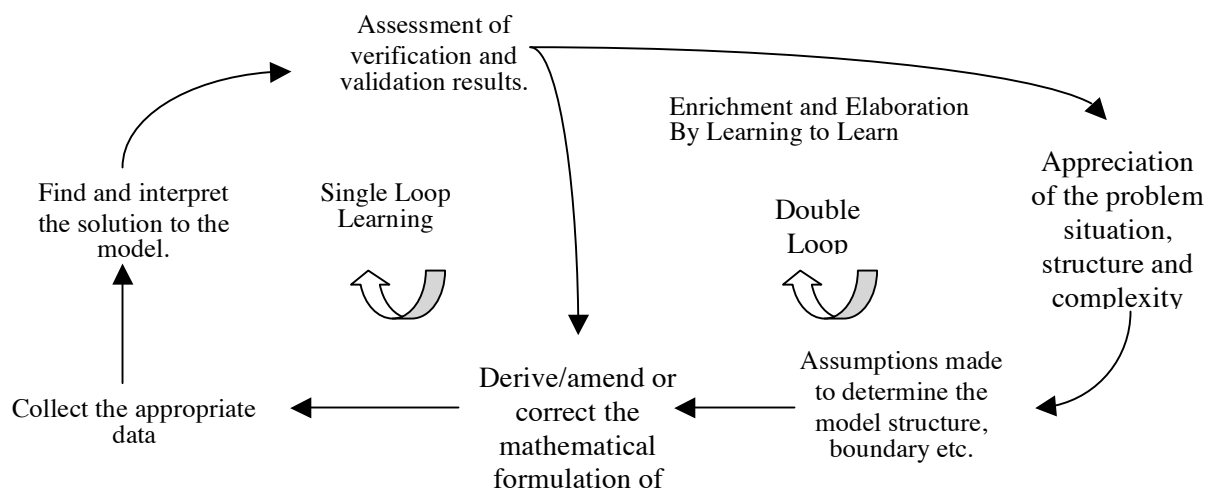 Assessment of
verification and
validation results.
Enrichment and Elaboration
By Learning to Learn
Appreciation
of the problem
situation,
structure and
complexity
Find and interpret
the solution to the
model.
Single Loop
Learning
Double
Loop
Assumptions made
to determine the
model structure,
boundary etc.
Derive/amend or
correct the
mathematical
formulation of
Collect the appropriate
data